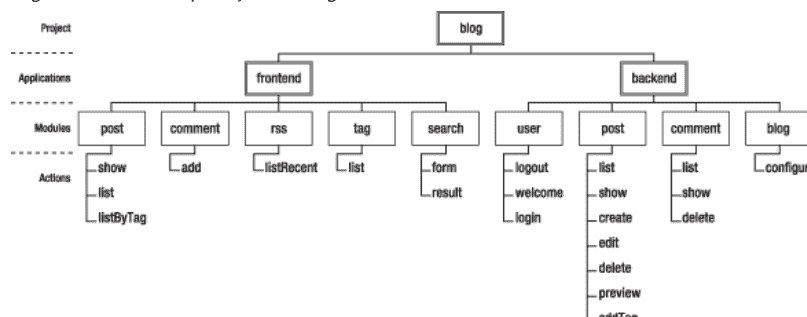 Project blog
Applications frontend backend
Modules post comment rss tag search user post comment blog
Actions show add listRecent list form logout list list configur
list result welcome show show
listByTag login create delete
edit
delete
preview